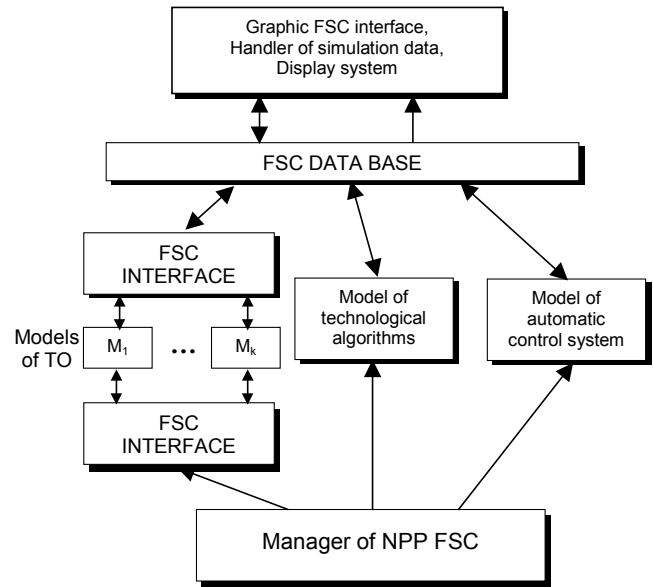 Graphic FSC interface,
Handler of simulation data,
Display system
FSC DATA BASE
FSC
INTERFACE
Model of
technological
algorithms
Model of
automatic
control system
Models
of TO
M1
...
Mk
FSC
INTERFACE
Manager of NPP FSC